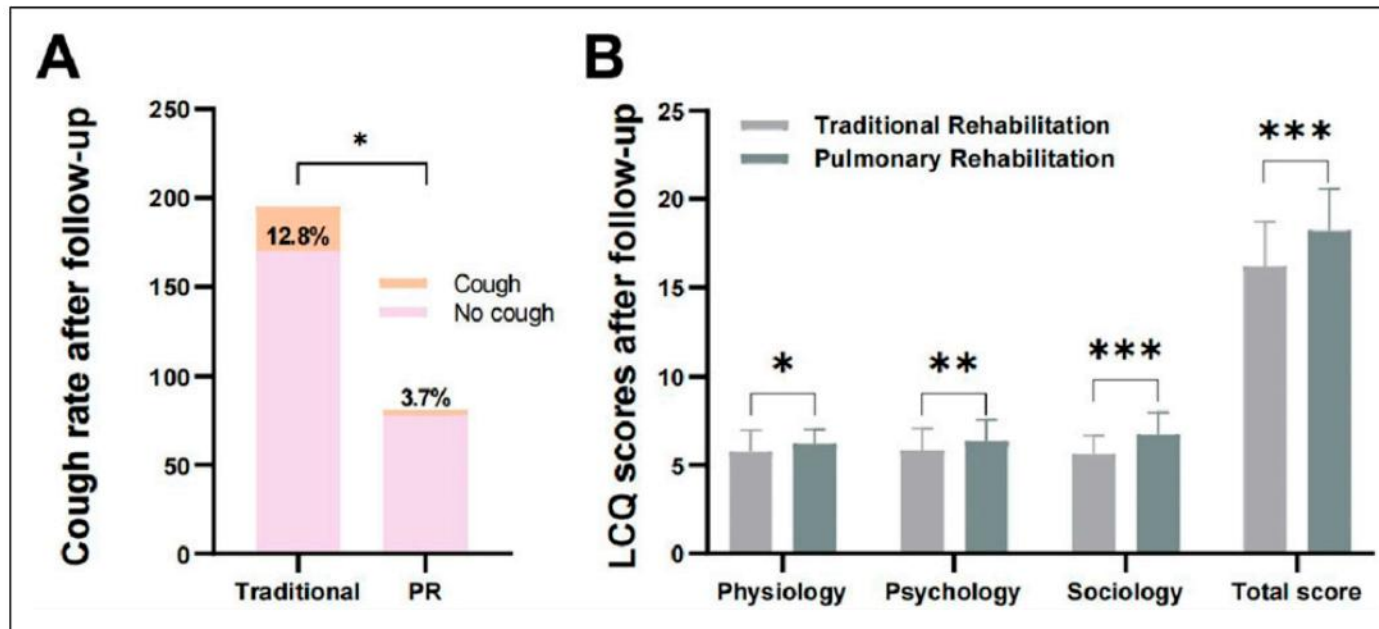 A
Cough rate after follow-up
250
200
150
100
50
0
*
12.8%
3.7%
Cough
No cough
Traditional
PR
B
LCQ scores after follow-up
25
20
15
10
5
0
Traditional Rehabilitation
Pulmonary Rehabilitation
*
**
***
***
Physiology
Psychology
Sociology
Total score